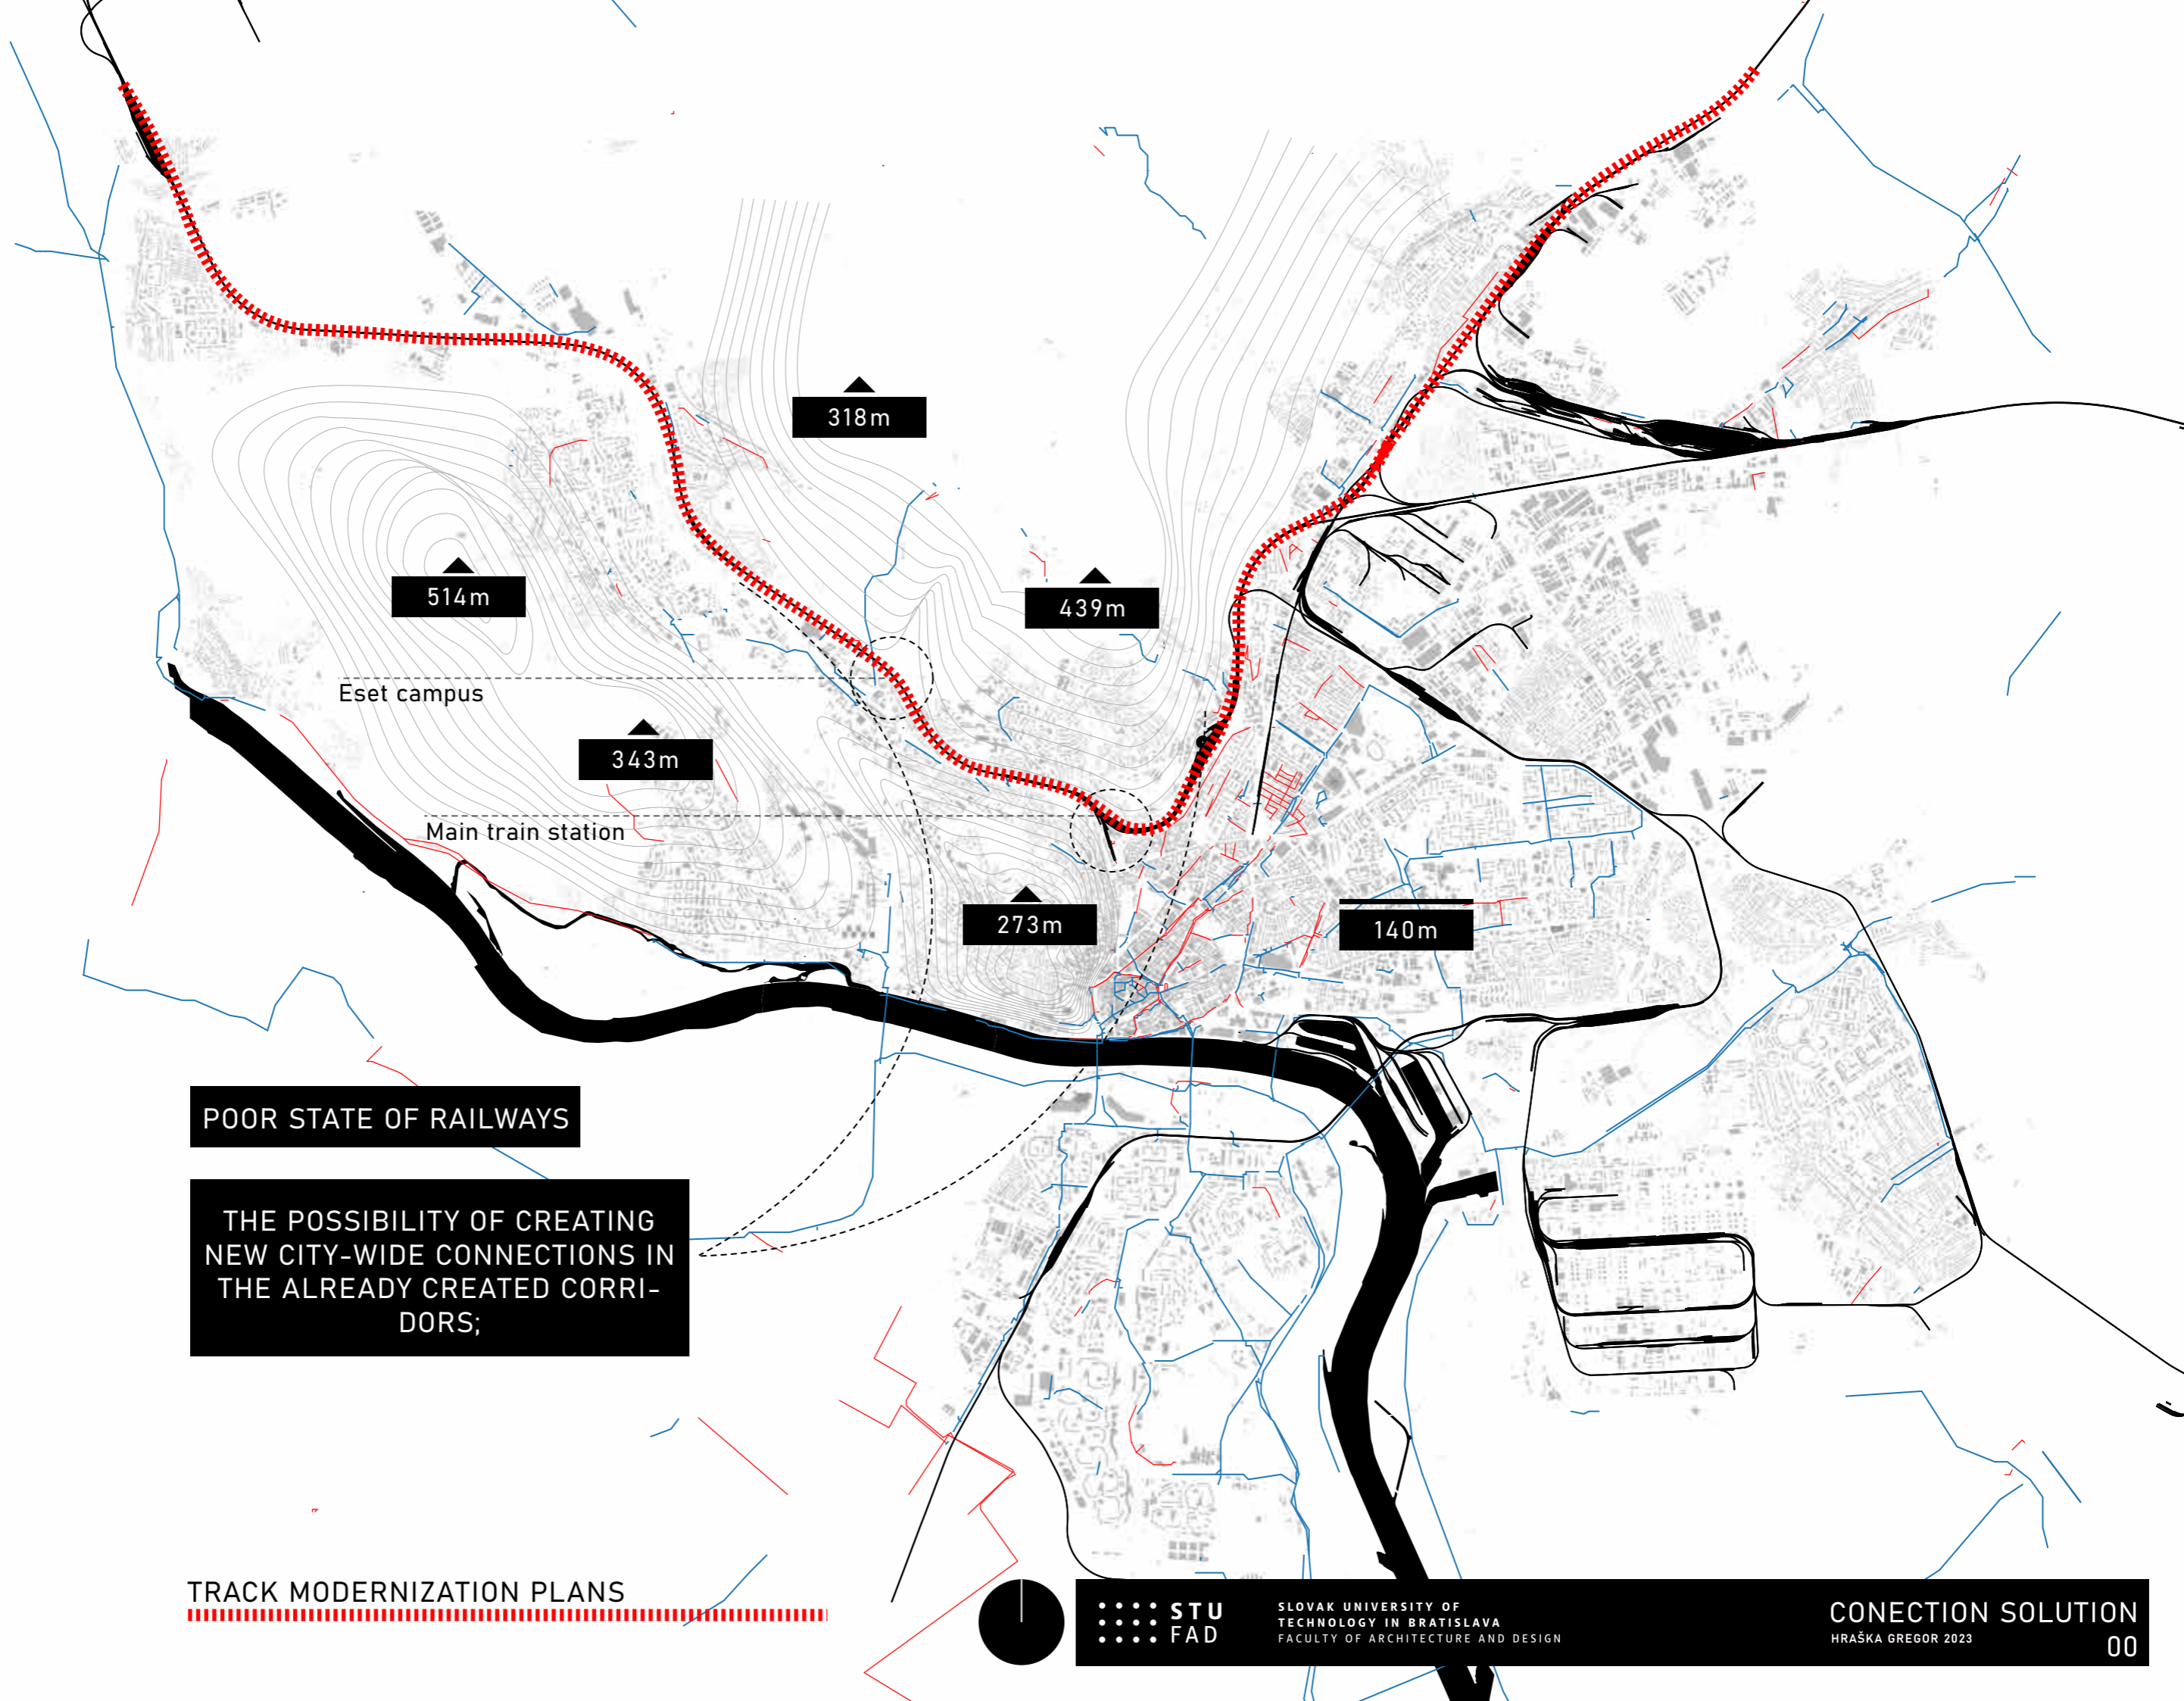 318m
514m
439m
Eset campus
343m
Main train station
273m
140m
POOR STATE OF RAILWAYS
THE POSSIBILITY OF CREATING
NEW CITY-WIDE CONNECTIONS IN
THE ALREADY CREATED CORRI-
DORS;
TRACK MODERNIZATION PLANS
STU
FAD
SLOVAK UNIVERSITY OF
TECHNOLOGY IN BRATISLAVA
FACULTY OF ARCHITECTURE AND DESIGN
CONECTION SOLUTION
HRAŠKA GREGOR 2023
00